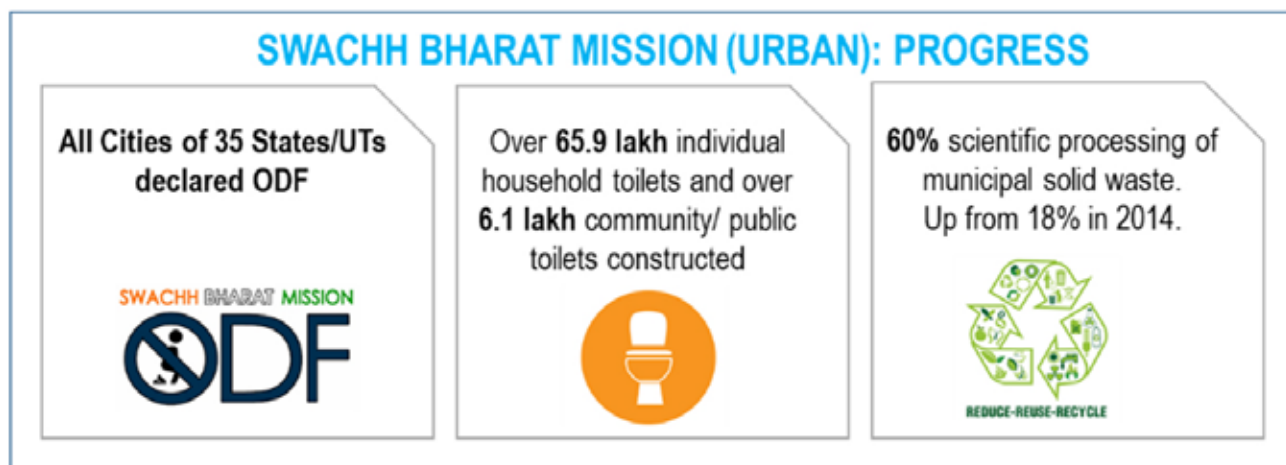 SWACHH BHARAT MISSION (URBAN): PROGRESS
All Cities of 35 States/UTs
declared ODF
SWACHH BHARAT MISSION
ODF
Over 65.9 lakh individual
household toilets and over
6.1 lakh community/ public
toilets constructed
60% scientific processing of
municipal solid waste.
Up from 18% in 2014.
REDUCE-REUSE-RECYCLE